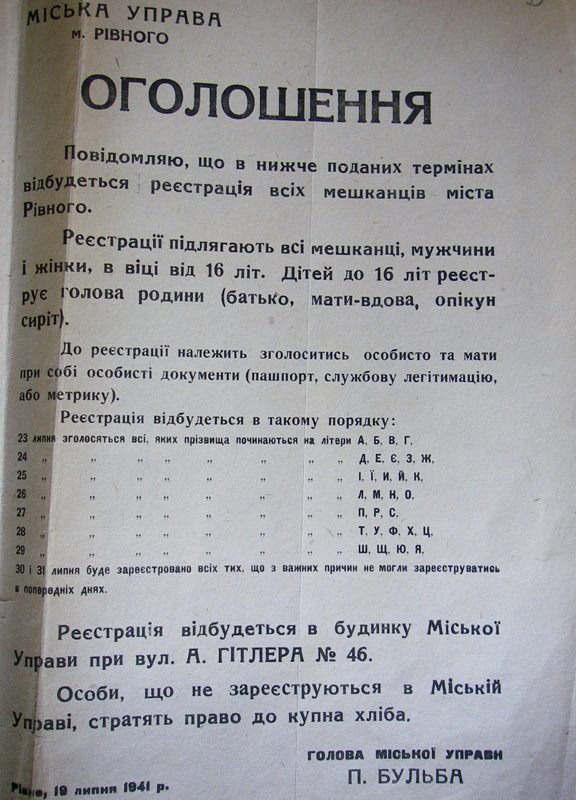 МІСЬКА УПРАВА
м. РІВНОГО
ОГОЛОШЕННЯ
Повідомляю, що в нижче поданих термінах
відбудеться реєстрація всіх мешканців міста
Рівного.
Реєстрації підлягають всі мешканці, мужчини
і жінки, в віці від 16 літ. Дітей до 16 літ реєст-
рує голова родини (батько, мати-вдова, опікун
сиріт).
До реєстрації належить зголоситись особисто та мати
при собі особисті документи (пашпорт, службову легітимацію,
або метрику).
Реєстрація відбудеться в такому порядку:
23 липня зголосяться всі, яких прізвища починаються на літери А, Б, В, Г,
24 „ „ „ „ „ „ „ „ Д, Е, Є, З, Ж,
25 „ „ „ „ „ „ „ „ І, Ї, И, Й, К,
26 „ „ „ „ „ „ „ „ Л, М, Н, О,
27 „ „ „ „ „ „ „ „ П, Р, С,
28 „ „ „ „ „ „ „ „ Т, У, Ф, Х, Ц,
29 „ „ „ „ „ „ „ „ Ш, Щ, Ю, Я,
30 і 31 липня буде зареєстровано всіх тих, що з важних причин не могли зареєструватись
в попередніх днях.
Реєстрація відбудеться в будинку Міської
Управи при вул. А. ГІТЛЕРА № 46.
Особи, що не зареєструються в Міській
Управі, стратять право до купна хліба.
ГОЛОВА МІСЬКОЇ УПРАВИ
П. БУЛЬБА
Рівне, 19 липня 1941 р.